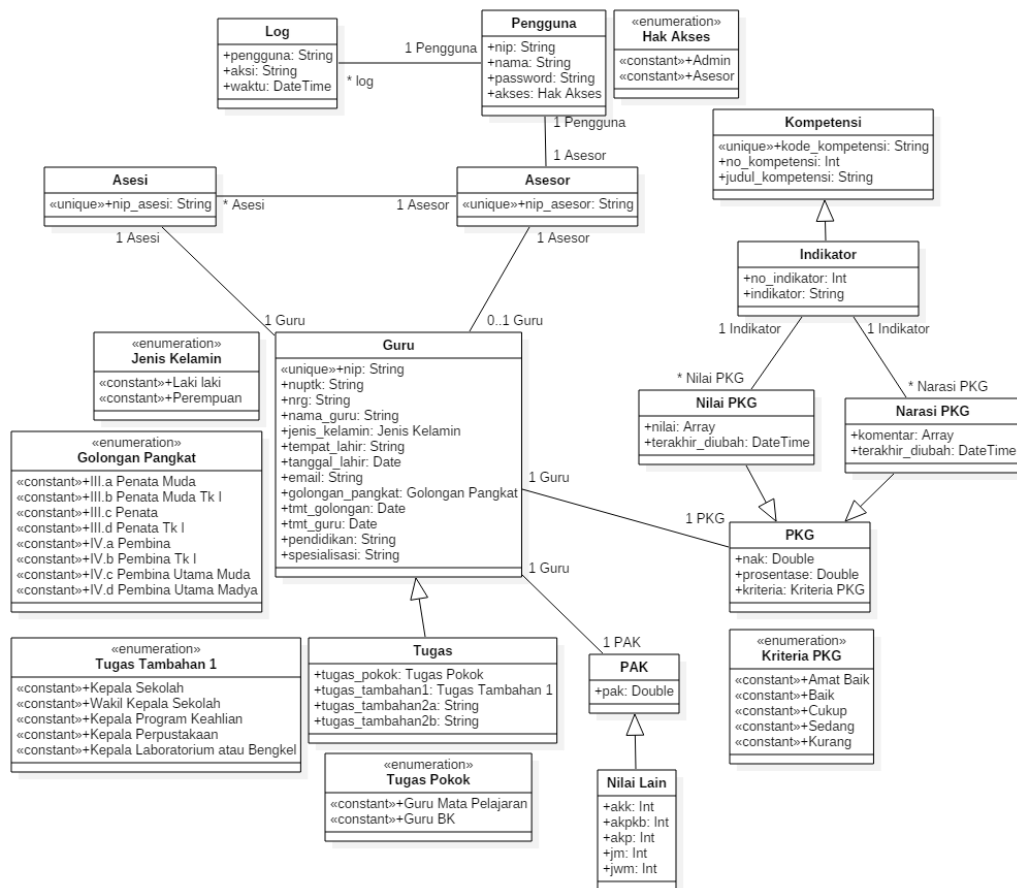 Log
+pengguna: String
+aksi: String
+waktu: DateTime
1 Pengguna
* log
Pengguna
+nip: String
+nama: String
+password: String
+akses: Hak Akses
«enumeration»
Hak Akses
«constant»+Admin
«constant»+Asesor
1 Pengguna
1 Asesor
Kompetensi
«unique»+kode_kompetensi: String
+no_kompetensi: Int
+judul_kompetensi: String
Asesi
«unique»+nip_asesi: String
* Asesi
1 Asesor
Asesor
«unique»+nip_asesor: String
1 Asesi
1 Asesor
Indikator
+no_indikator: Int
+indikator: String
1 Guru
0..1 Guru
1 Indikator
1 Indikator
«enumeration»
Jenis Kelamin
«constant»+Laki laki
«constant»+Perempuan
Guru
«unique»+nip: String
+nuptk: String
+nrg: String
+nama_guru: String
+jenis_kelamin: Jenis Kelamin
+tempat_lahir: String
+tanggal_lahir: Date
+email: String
+golongan_pangkat: Golongan Pangkat
+tmt_golongan: Date
+tmt_guru: Date
+pendidikan: String
+spesialisasi: String
* Nilai PKG
* Narasi PKG
Nilai PKG
+nilai: Array
+terakhir_diubah: DateTime
Narasi PKG
+komentar: Array
+terakhir_diubah: DateTime
«enumeration»
Golongan Pangkat
«constant»+III.a Penata Muda
«constant»+III.b Penata Muda Tk I
«constant»+III.c Penata
«constant»+III.d Penata Tk I
«constant»+IV.a Pembina
«constant»+IV.b Pembina Tk I
«constant»+IV.c Pembina Utama Muda
«constant»+IV.d Pembina Utama Madya
1 Guru
1 PKG
PKG
+nak: Double
+prosentase: Double
+kriteria: Kriteria PKG
1 Guru
1 PAK
«enumeration»
Tugas Tambahan 1
«constant»+Kepala Sekolah
«constant»+Wakil Kepala Sekolah
«constant»+Kepala Program Keahlian
«constant»+Kepala Perpustakaan
«constant»+Kepala Laboratorium atau Bengkel
Tugas
+tugas_pokok: Tugas Pokok
+tugas_tambahan1: Tugas Tambahan 1
+tugas_tambahan2a: String
+tugas_tambahan2b: String
PAK
+pak: Double
«enumeration»
Kriteria PKG
«constant»+Amat Baik
«constant»+Baik
«constant»+Cukup
«constant»+Sedang
«constant»+Kurang
«enumeration»
Tugas Pokok
«constant»+Guru Mata Pelajaran
«constant»+Guru BK
Nilai Lain
+akk: Int
+akpkb: Int
+akp: Int
+jm: Int
+jwm: Int